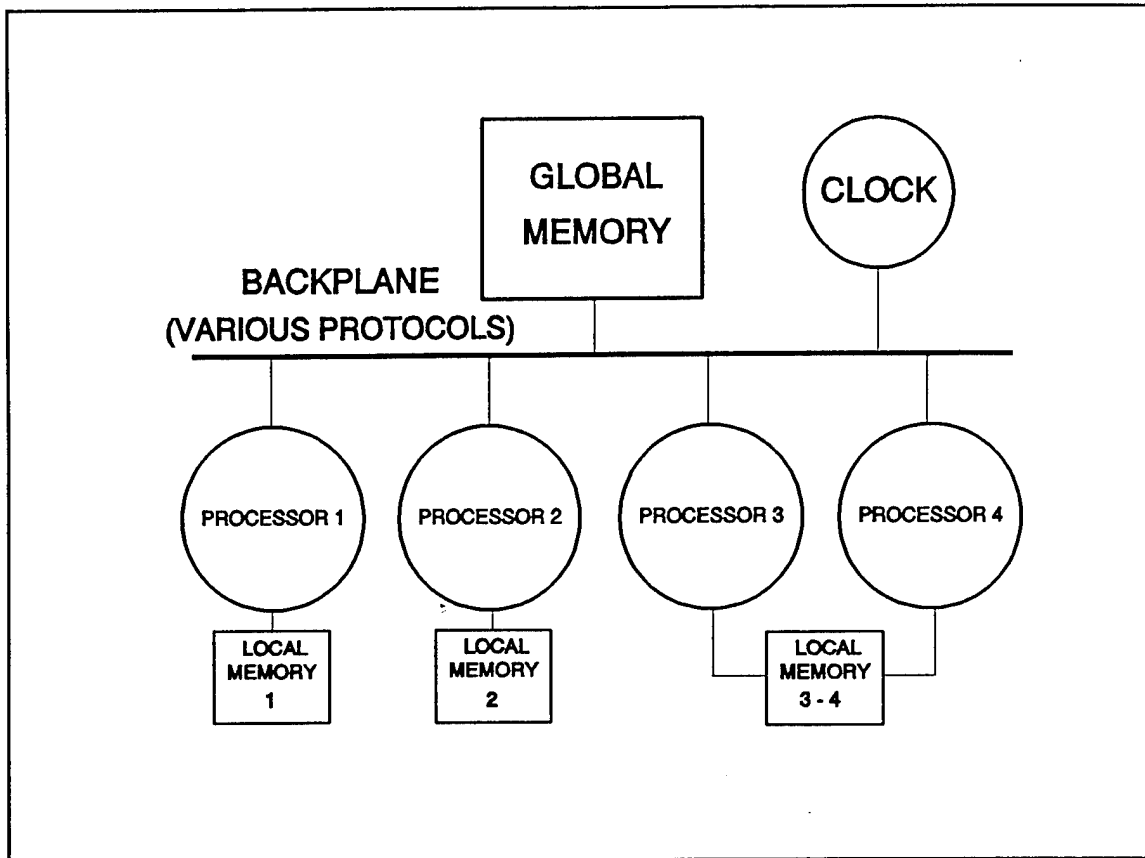 GLOBAL
MEMORY
CLOCK
BACKPLANE
(VARIOUS PROTOCOLS)
PROCESSOR 1
PROCESSOR 2
PROCESSOR 3
PROCESSOR 4
LOCAL
MEMORY
1
LOCAL
MEMORY
2
LOCAL
MEMORY
3 - 4